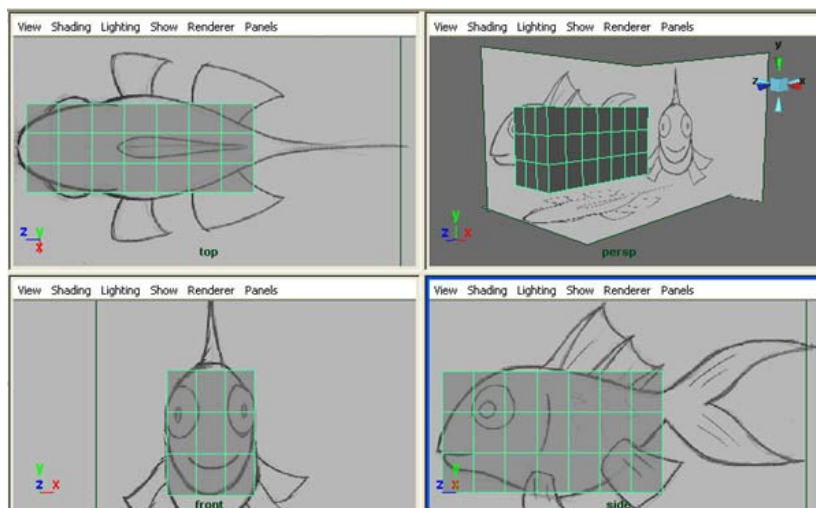 View Shading Lighting Show Renderer Panels
View Shading Lighting Show Renderer Panels
y
z x
z y
x
top
y
z x
persp
View Shading Lighting Show Renderer Panels
View Shading Lighting Show Renderer Panels
y
z x
front
y
z
side